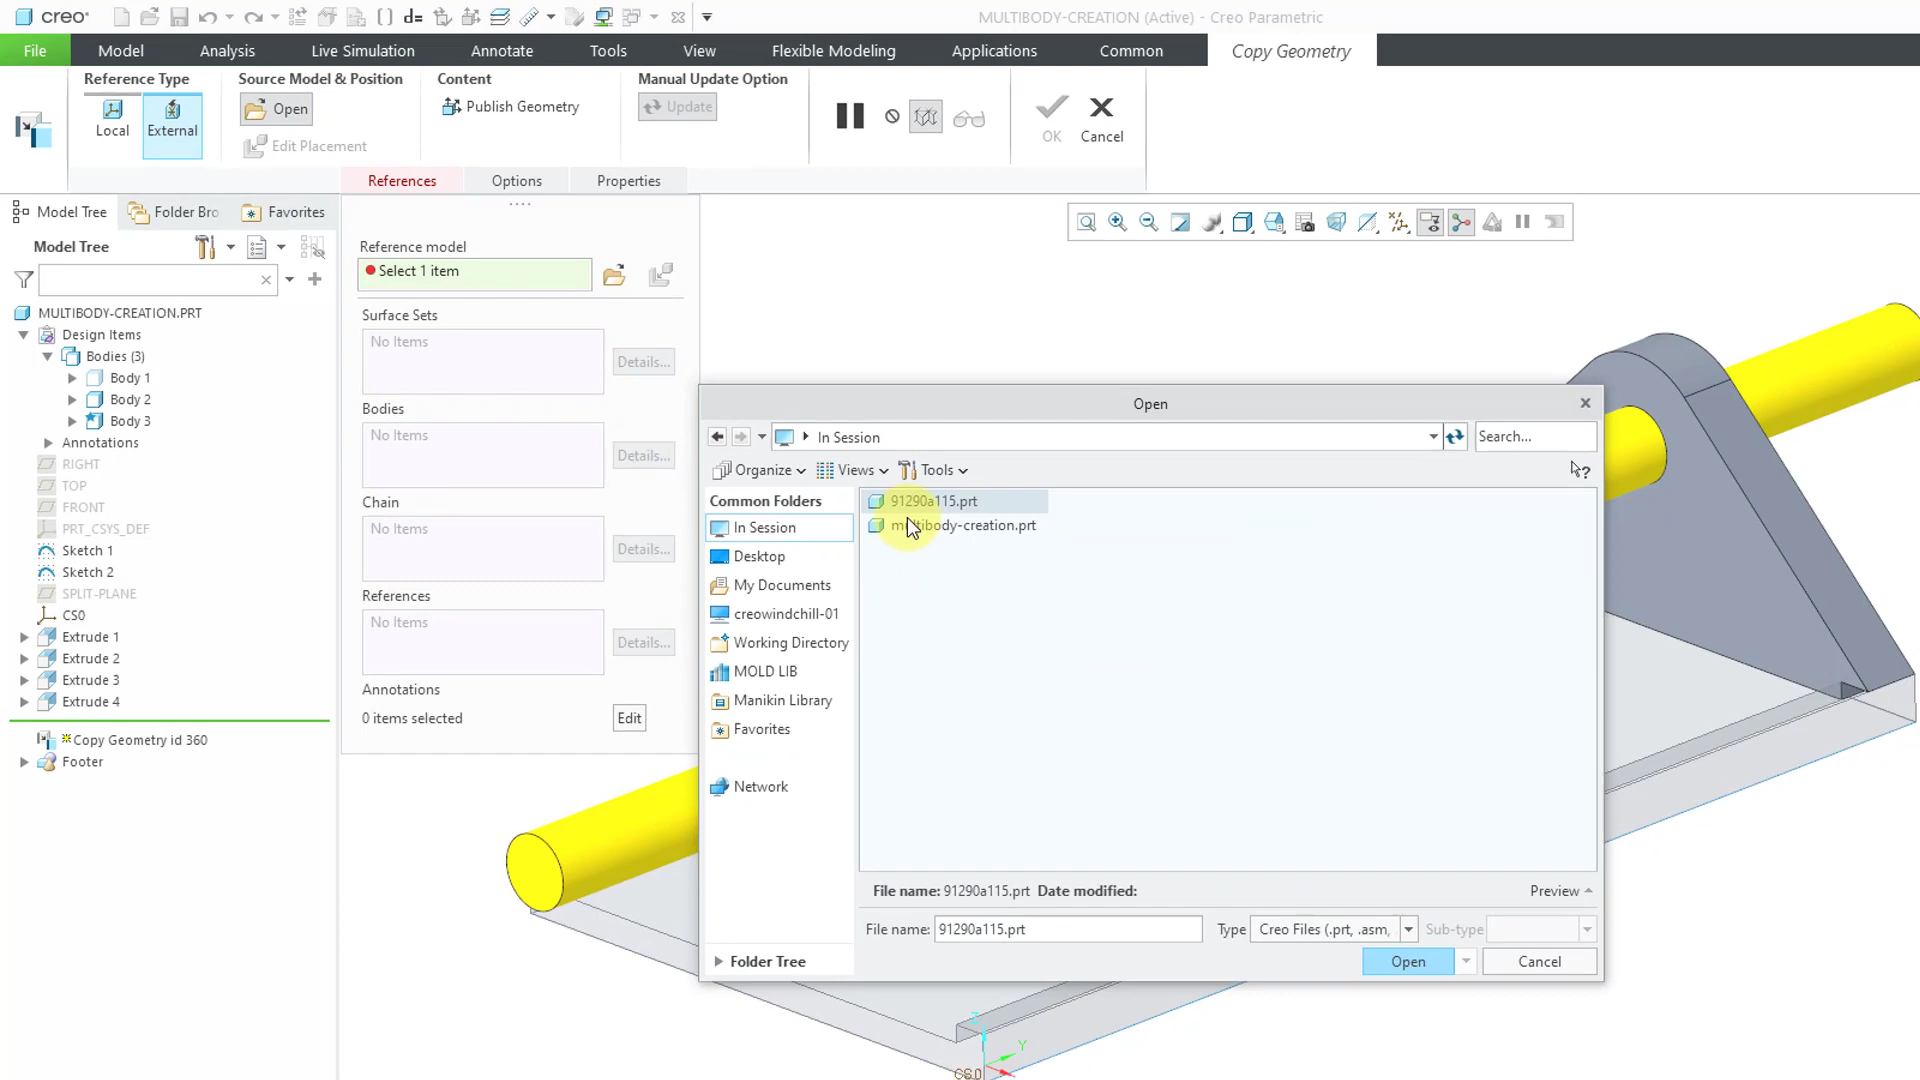 creo
MULTIBODY-CREATION (Active) - Creo Parametric
File Model Analysis Live Simulation Annotate Tools View Flexible Modeling Applications Common Copy Geometry
Reference Type
Local
External
Source Model & Position
Open
Edit Placement
Content
Publish Geometry
Manual Update Option
Update
OK
Cancel
References Options Properties
Model Tree Folder Bro Favorites
Model Tree
MULTIBODY-CREATION.PRT
Design Items
Bodies (3)
Body 1
Body 2
Body 3
Annotations
RIGHT
TOP
FRONT
PRT_CSYS_DEF
Sketch 1
Sketch 2
SPLIT-PLANE
CS0
Extrude 1
Extrude 2
Extrude 3
Extrude 4
Copy Geometry id 360
Footer
Reference model
Select 1 item
Surface Sets
No Items
Details...
Bodies
No Items
Details...
Chain
No Items
Details...
References
No Items
Details...
Annotations
0 items selected
Edit
Open
In Session
Search...
Organize Views Tools
Common Folders
In Session
Desktop
My Documents
creowindchill-01
Working Directory
MOLD LIB
Manikin Library
Favorites
Network
Folder Tree
91290a115.prt
multibody-creation.prt
File name: 91290a115.prt Date modified:
Preview
File name: 91290a115.prt
Type Creo Files (.prt, .asm,
Sub-type
Open
Cancel
Z
Y
CS0